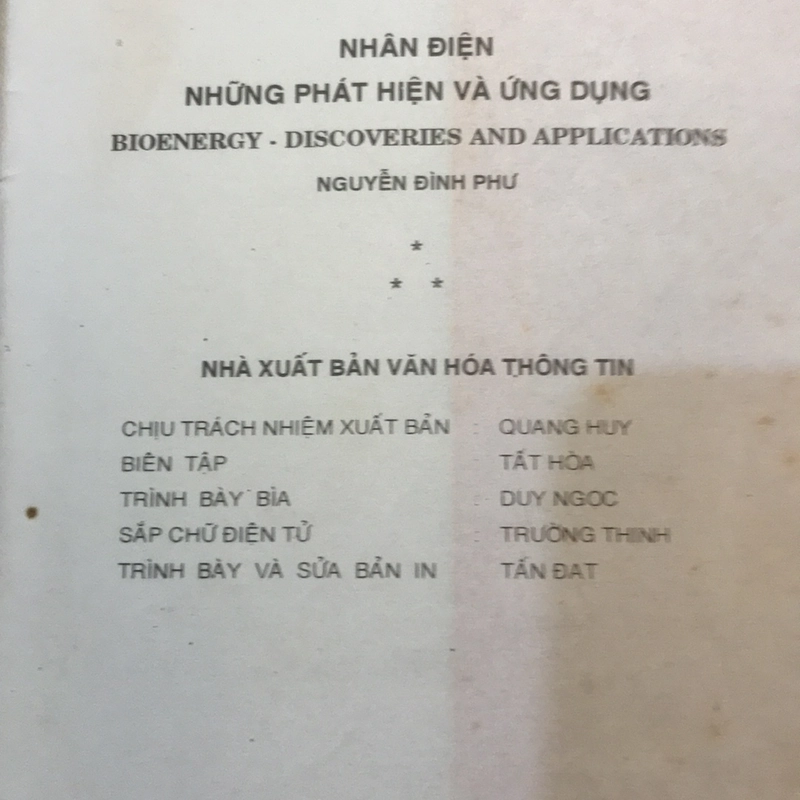 NHÂN ĐIỆN
NHỮNG PHÁT HIỆN VÀ ỨNG DỤNG
BIOENERGY - DISCOVERIES AND APPLICATIONS
NGUYỄN ĐÌNH PHƯ
*
* *
NHÀ XUẤT BẢN VĂN HÓA THÔNG TIN
CHỊU TRÁCH NHIỆM XUẤT BẢN : QUANG HUY
BIÊN TẬP : TẤT HÒA
TRÌNH BÀY BÌA : DUY NGỌC
SẮP CHỮ ĐIỆN TỬ : TRƯỜNG THỊNH
TRÌNH BÀY VÀ SỬA BẢN IN TẤN ĐẠT